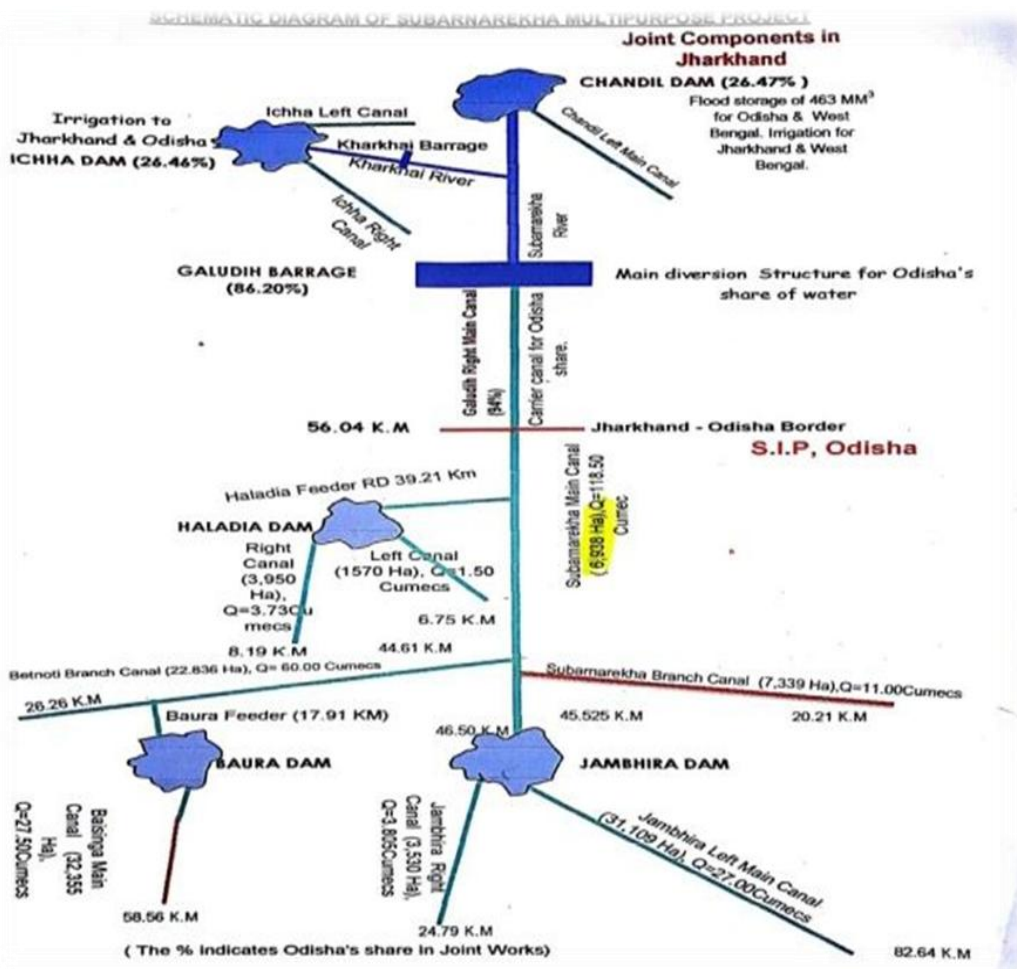 SCHEMATIC DIAGRAM OF SUBARNAREKHA MULTIPURPOSE PROJECT
Joint Components in
Jharkhand
CHANDIL DAM (26.47% )
Flood storage of 463 MM³
for Odisha & West
Bengal. Irrigation for
Jharkhand & West
Bengal.
Chandil Left Main Canal
Irrigation to
Jharkhand & Odisha
ICHHA DAM (26.46%)
Ichha Left Canal
Kharkhai Barrage
Kharkhai River
Ichha Right
Canal
Subarnarekha
River
GALUDIH BARRAGE
(86.20%)
Main diversion Structure for Odisha's
share of water
Galudih Right Main Canal
(94%)
Carrier canal for Odisha
share.
56.04 K.M
Jharkhand - Odisha Border
S.I.P, Odisha
Subarnarekha Main Canal
(6,938 Ha),Q=118.50
Cumec
Haladia Feeder RD 39.21 Km
HALADIA DAM
Right
Canal
(3,950
Ha),
Q=3.73Cu
mecs
8.19 K.M
Left Canal
(1570 Ha), Q=1.50
Cumecs
6.75 K.M
44.61 K.M
Betnoti Branch Canal (22.836 Ha), Q= 60.00 Cumecs
26.26 K.M
Subarnarekha Branch Canal (7,339 Ha),Q=11.00Cumecs
45.525 K.M
20.21 K.M
Baura Feeder (17.91 KM)
46.50 K.M
BAURA DAM
JAMBHIRA DAM
Baisinga Main
Canal (32,355
Ha),
Q=27.50Cumecs
58.56 K.M
Jambhira Right
Canal (3,530 Ha),
Q=3.805Cumecs
24.79 K.M
Jambhira Left Main Canal
(31,109 Ha), Q=27.00Cumecs
82.64 K.M
( The % Indicates Odisha's share In Joint Works)